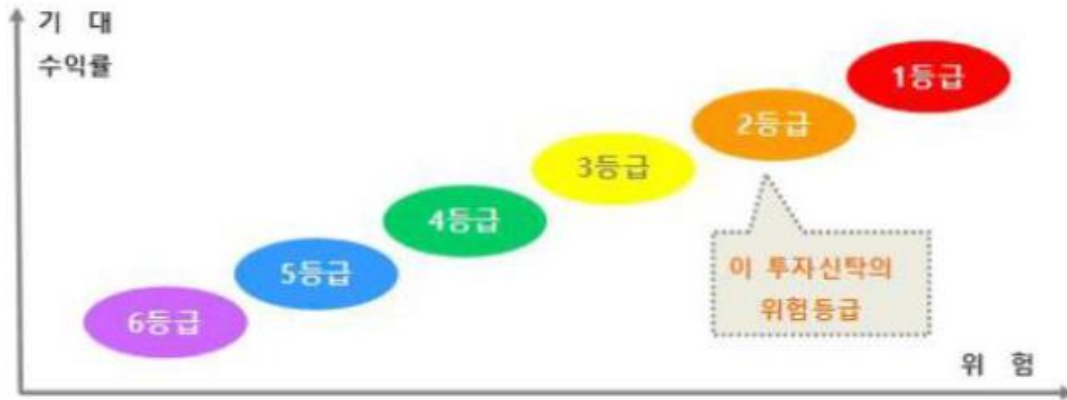 기 대
수익률
1등급
2등급
3등급
4등급
5등급
6등급
이 투자신탁의
위험등급
위 험